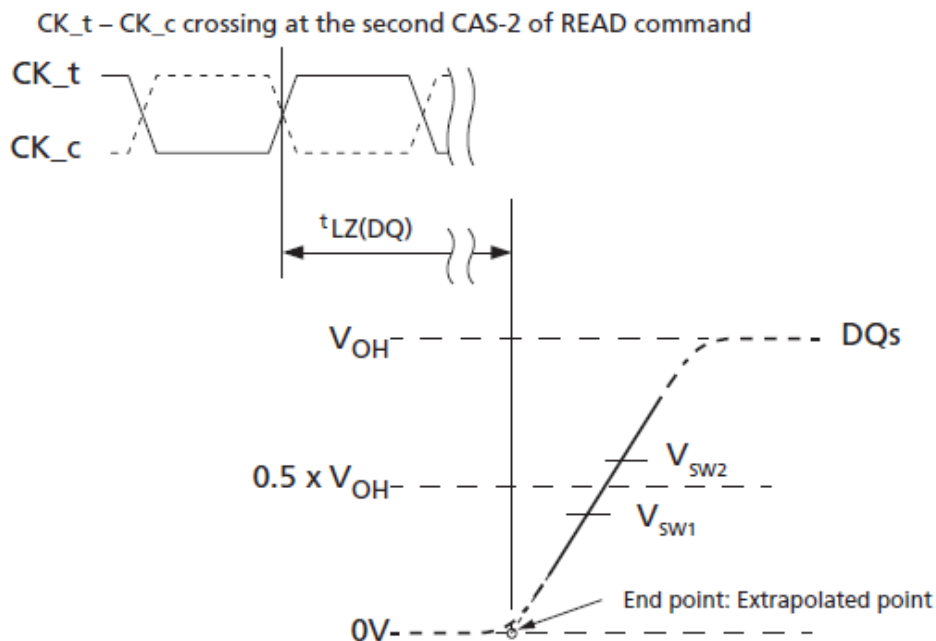 CK_t – CK_c crossing at the second CAS-2 of READ command
CK_t
CK_c
tLZ(DQ)
VOH
DQs
VSW2
0.5 x VOH
VSW1
End point: Extrapolated point
0V